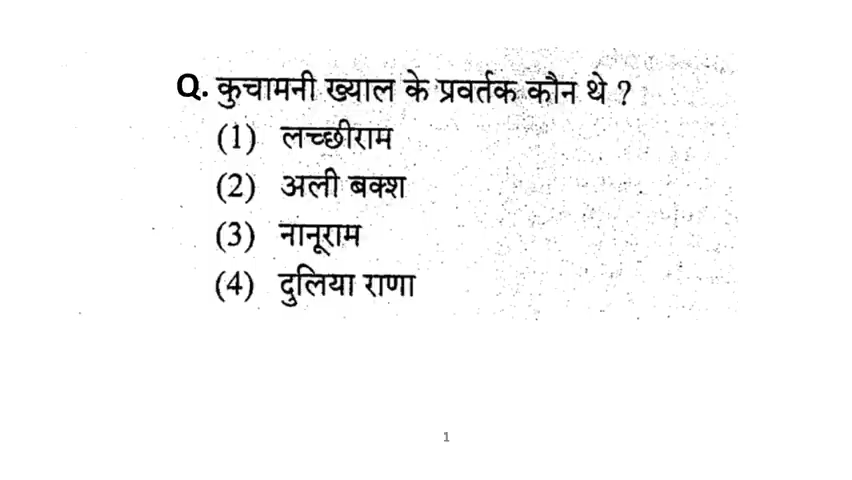 Q. कुचामनी ख्याल के प्रवर्तक कौन थे ?
(1) लच्छीराम
(2) अली बक्श
(3) नानूराम
(4) दुलिया राणा
1